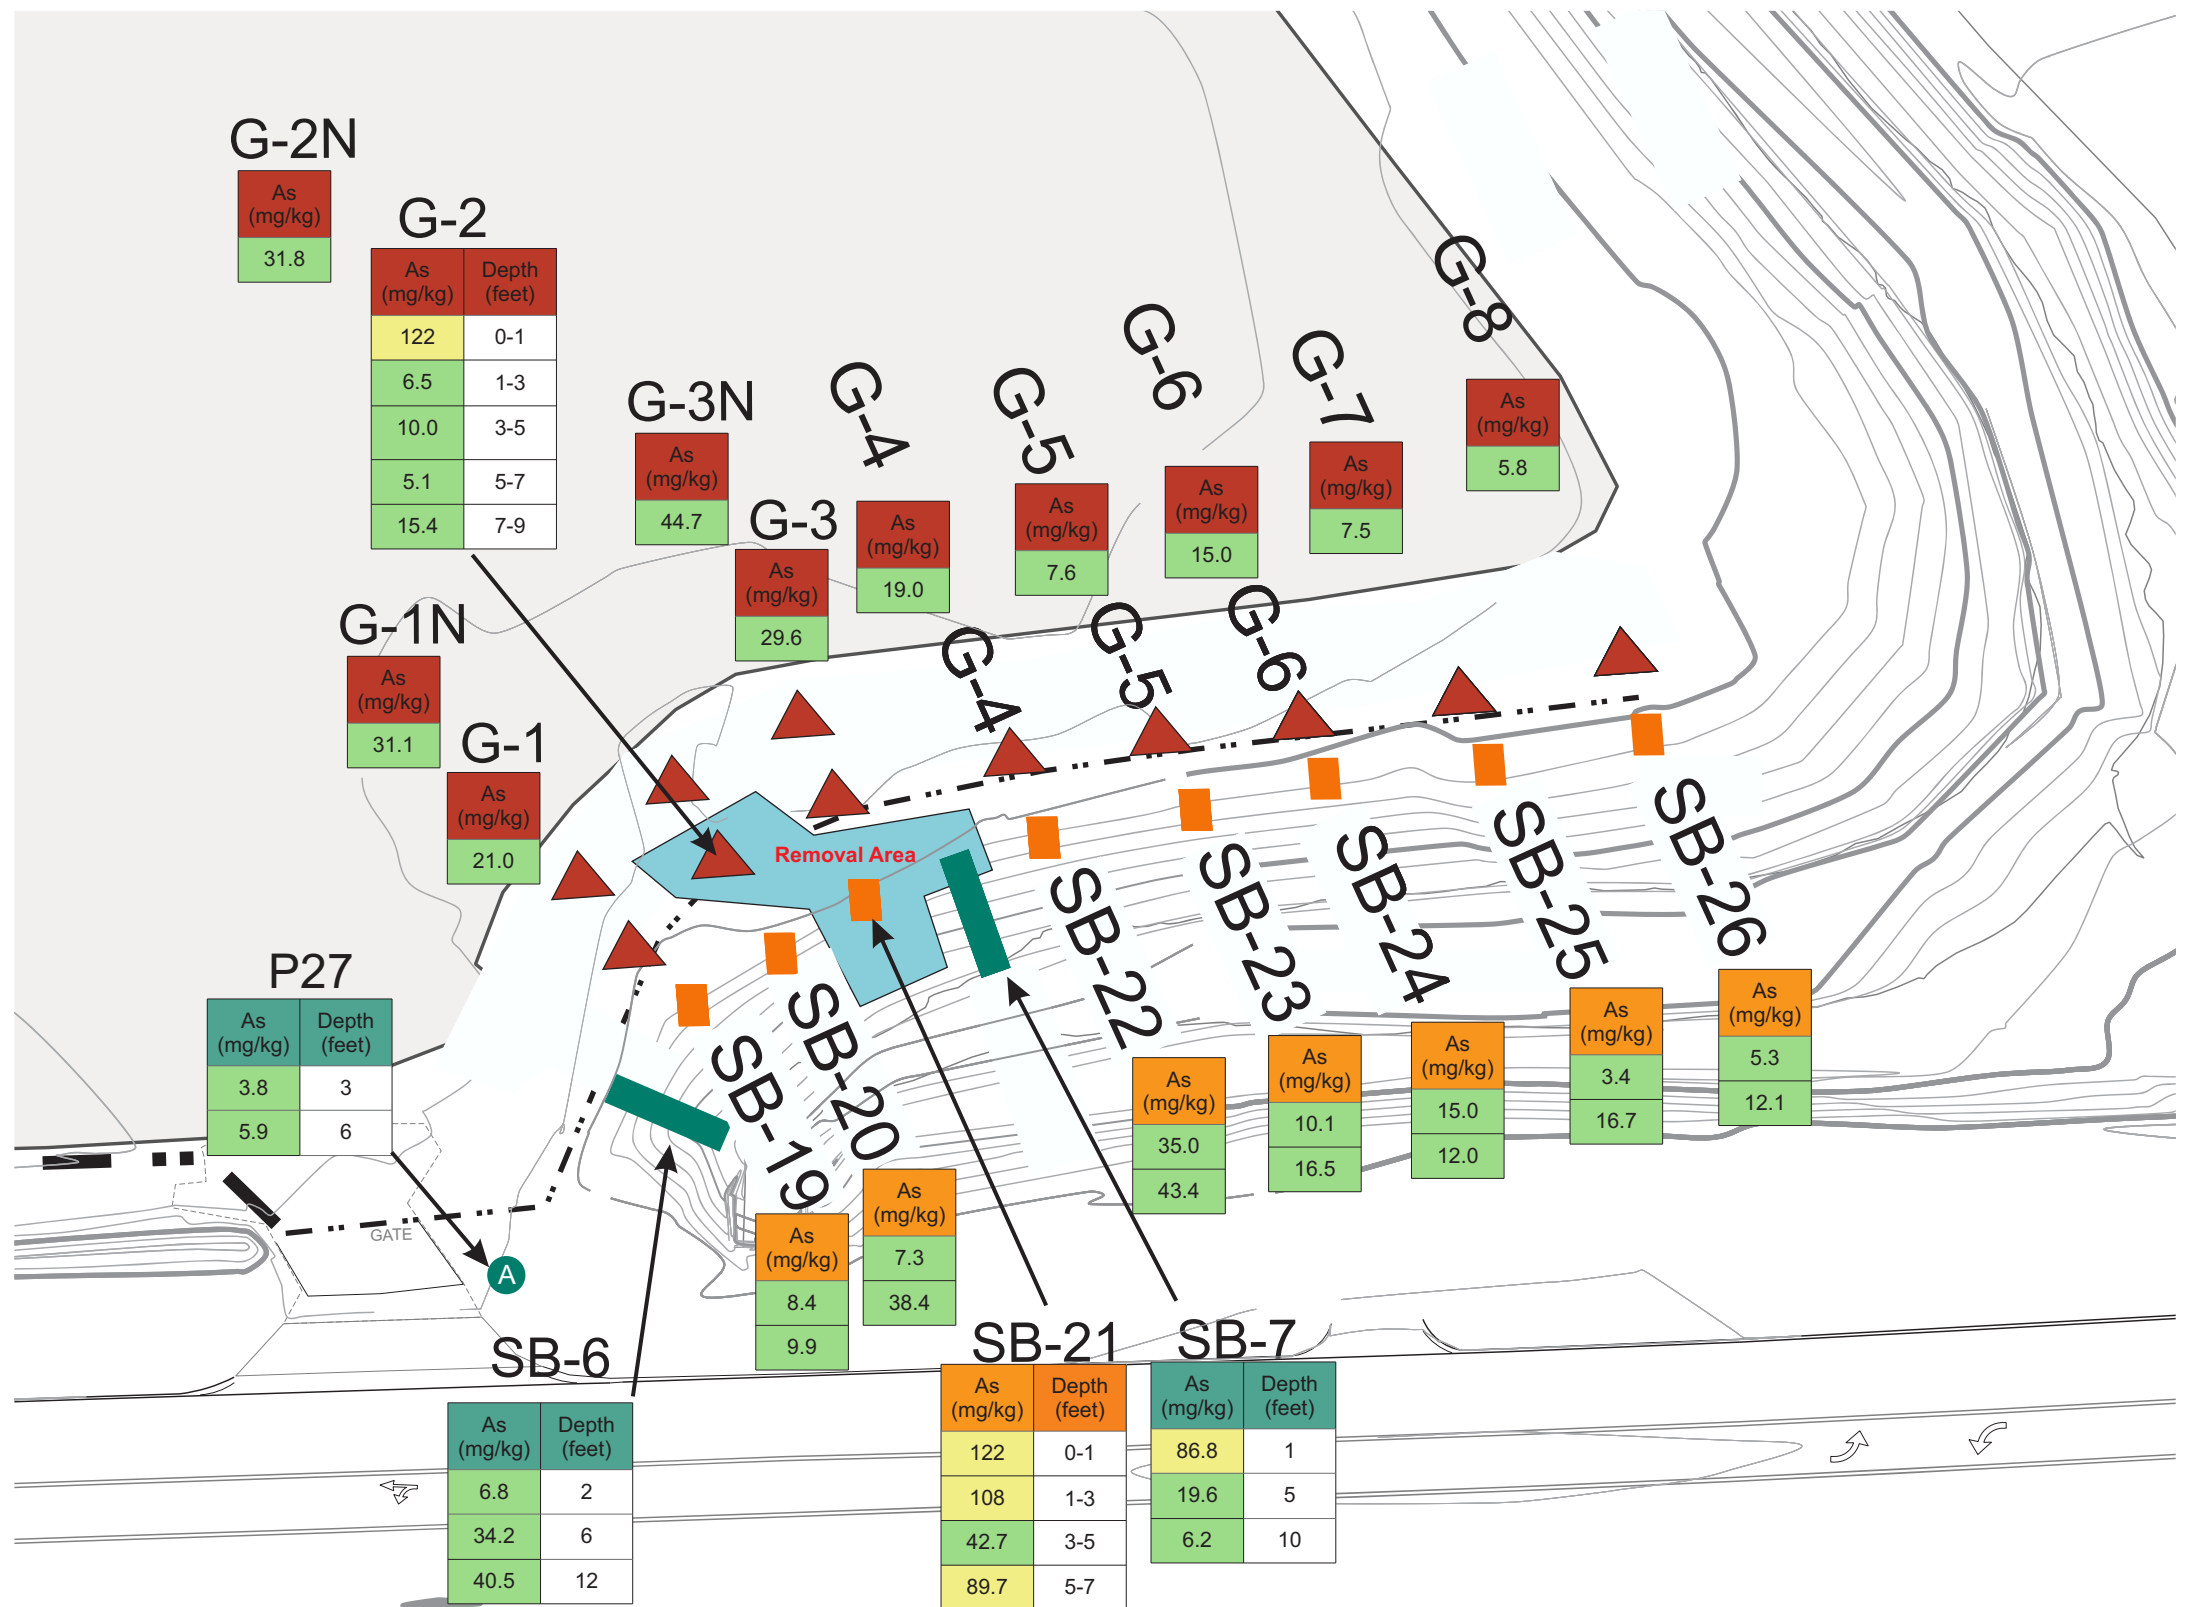 G-2N
As
(mg/kg)
31.8
G-2
As
(mg/kg)
Depth
(feet)
122 0-1
6.5 1-3
10.0 3-5
5.1 5-7
15.4 7-9
G-3N
As
(mg/kg)
44.7
G-3
As
(mg/kg)
29.6
G-4
As
(mg/kg)
19.0
G-5
As
(mg/kg)
7.6
G-6
As
(mg/kg)
15.0
G-7
As
(mg/kg)
7.5
G-8
As
(mg/kg)
5.8
G-1N
As
(mg/kg)
31.1
G-1
As
(mg/kg)
21.0
G-4
G-5
G-6
Removal Area
P27
As
(mg/kg)
Depth
(feet)
3.8 3
5.9 6
GATE
A
SB-19
As
(mg/kg)
8.4
9.9
SB-20
As
(mg/kg)
7.3
38.4
SB-22
As
(mg/kg)
35.0
43.4
SB-23
As
(mg/kg)
10.1
16.5
SB-24
As
(mg/kg)
15.0
12.0
SB-25
As
(mg/kg)
3.4
16.7
SB-26
As
(mg/kg)
5.3
12.1
SB-6
As
(mg/kg)
Depth
(feet)
6.8 2
34.2 6
40.5 12
SB-21
As
(mg/kg)
Depth
(feet)
122 0-1
108 1-3
42.7 3-5
89.7 5-7
SB-7
As
(mg/kg)
Depth
(feet)
86.8 1
19.6 5
6.2 10